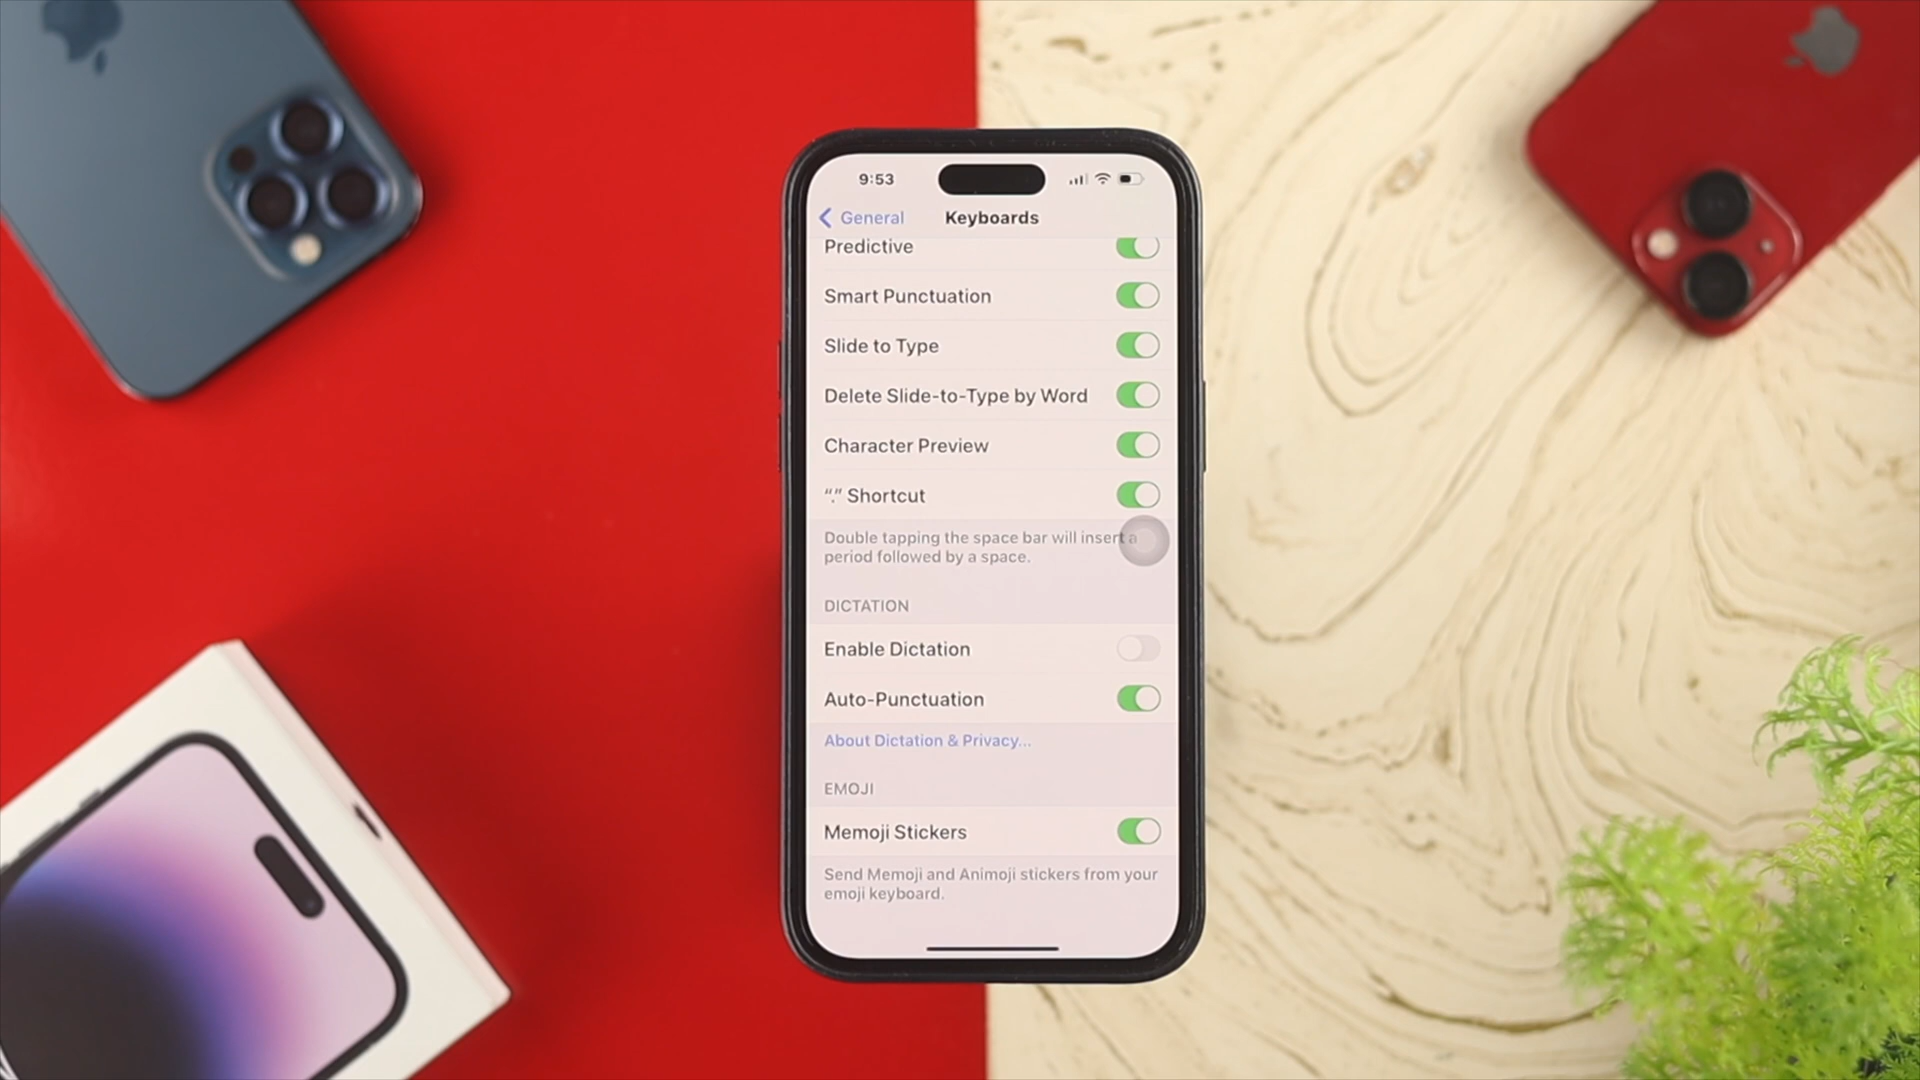 9:53
General
Keyboards
Predictive
Smart Punctuation
Slide to Type
Delete Slide-to-Type by Word
Character Preview
“.” Shortcut
Double tapping the space bar will insert a
period followed by a space.
DICTATION
Enable Dictation
Auto-Punctuation
About Dictation & Privacy...
EMOJI
Memoji Stickers
Send Memoji and Animoji stickers from your
emoji keyboard.